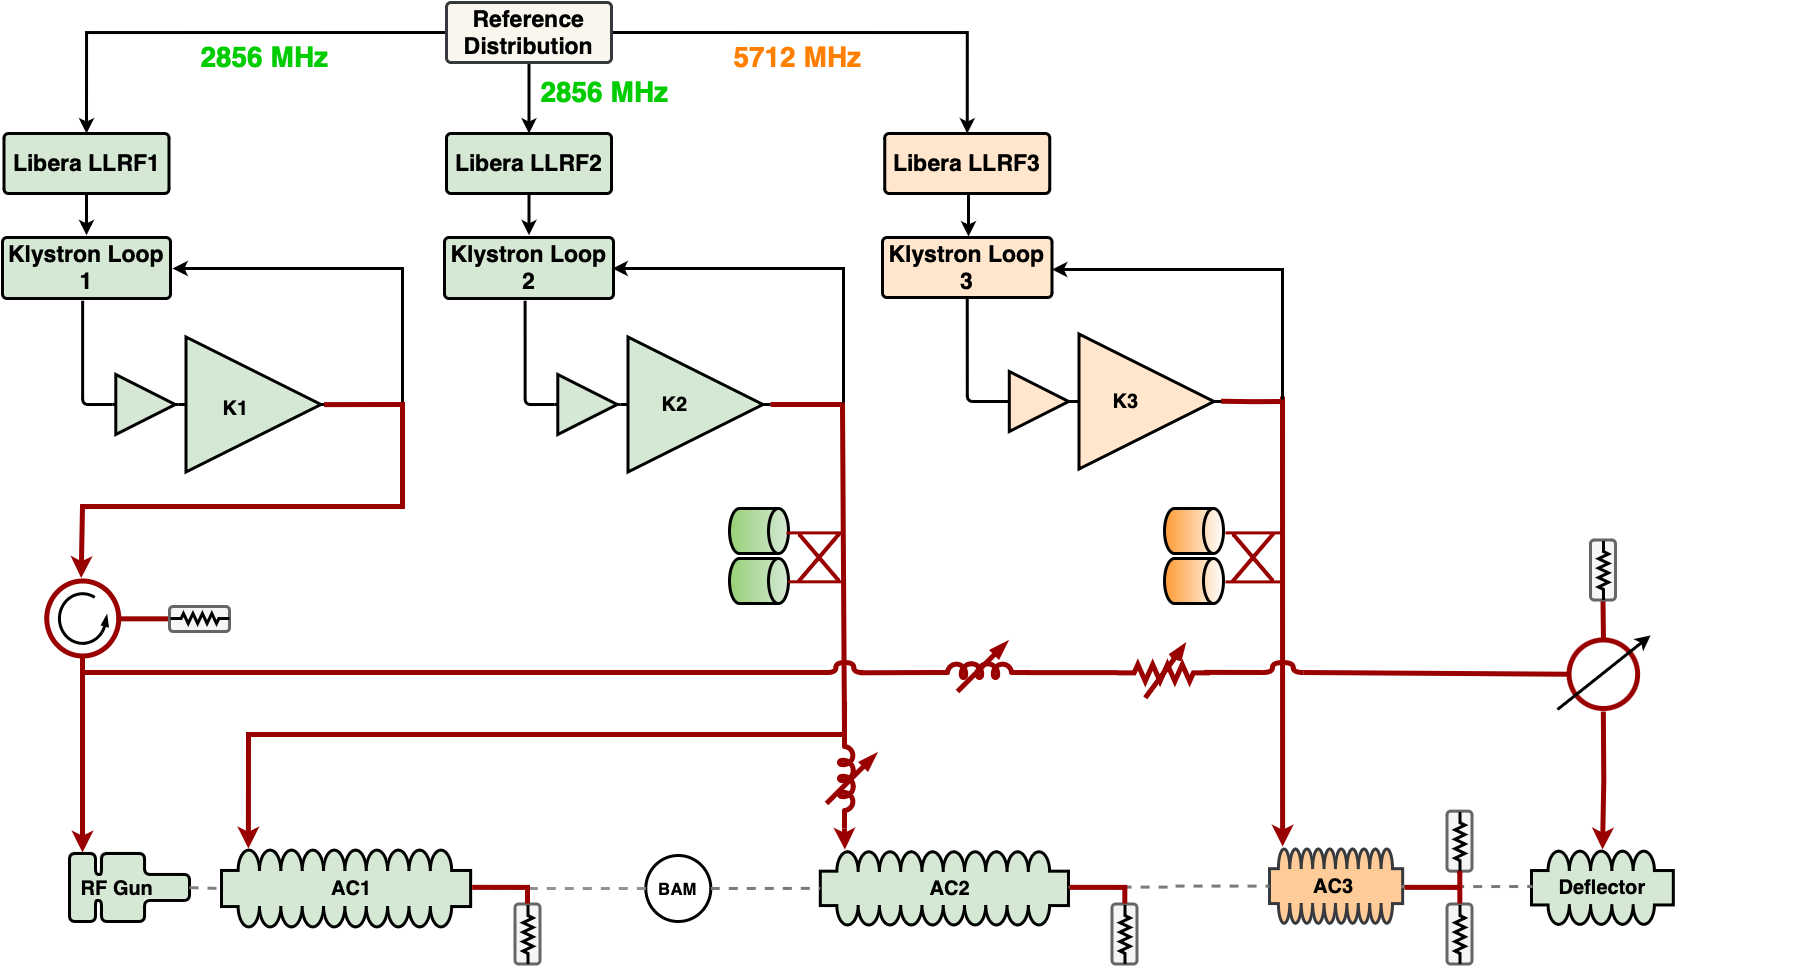 Reference
Distribution
2856 MHz
5712 MHz
2856 MHz
Libera LLRF1
Libera LLRF2
Libera LLRF3
Klystron Loop
1
Klystron Loop
2
Klystron Loop
3
K1
K2
K3
RF Gun
AC1
BAM
AC2
AC3
Deflector